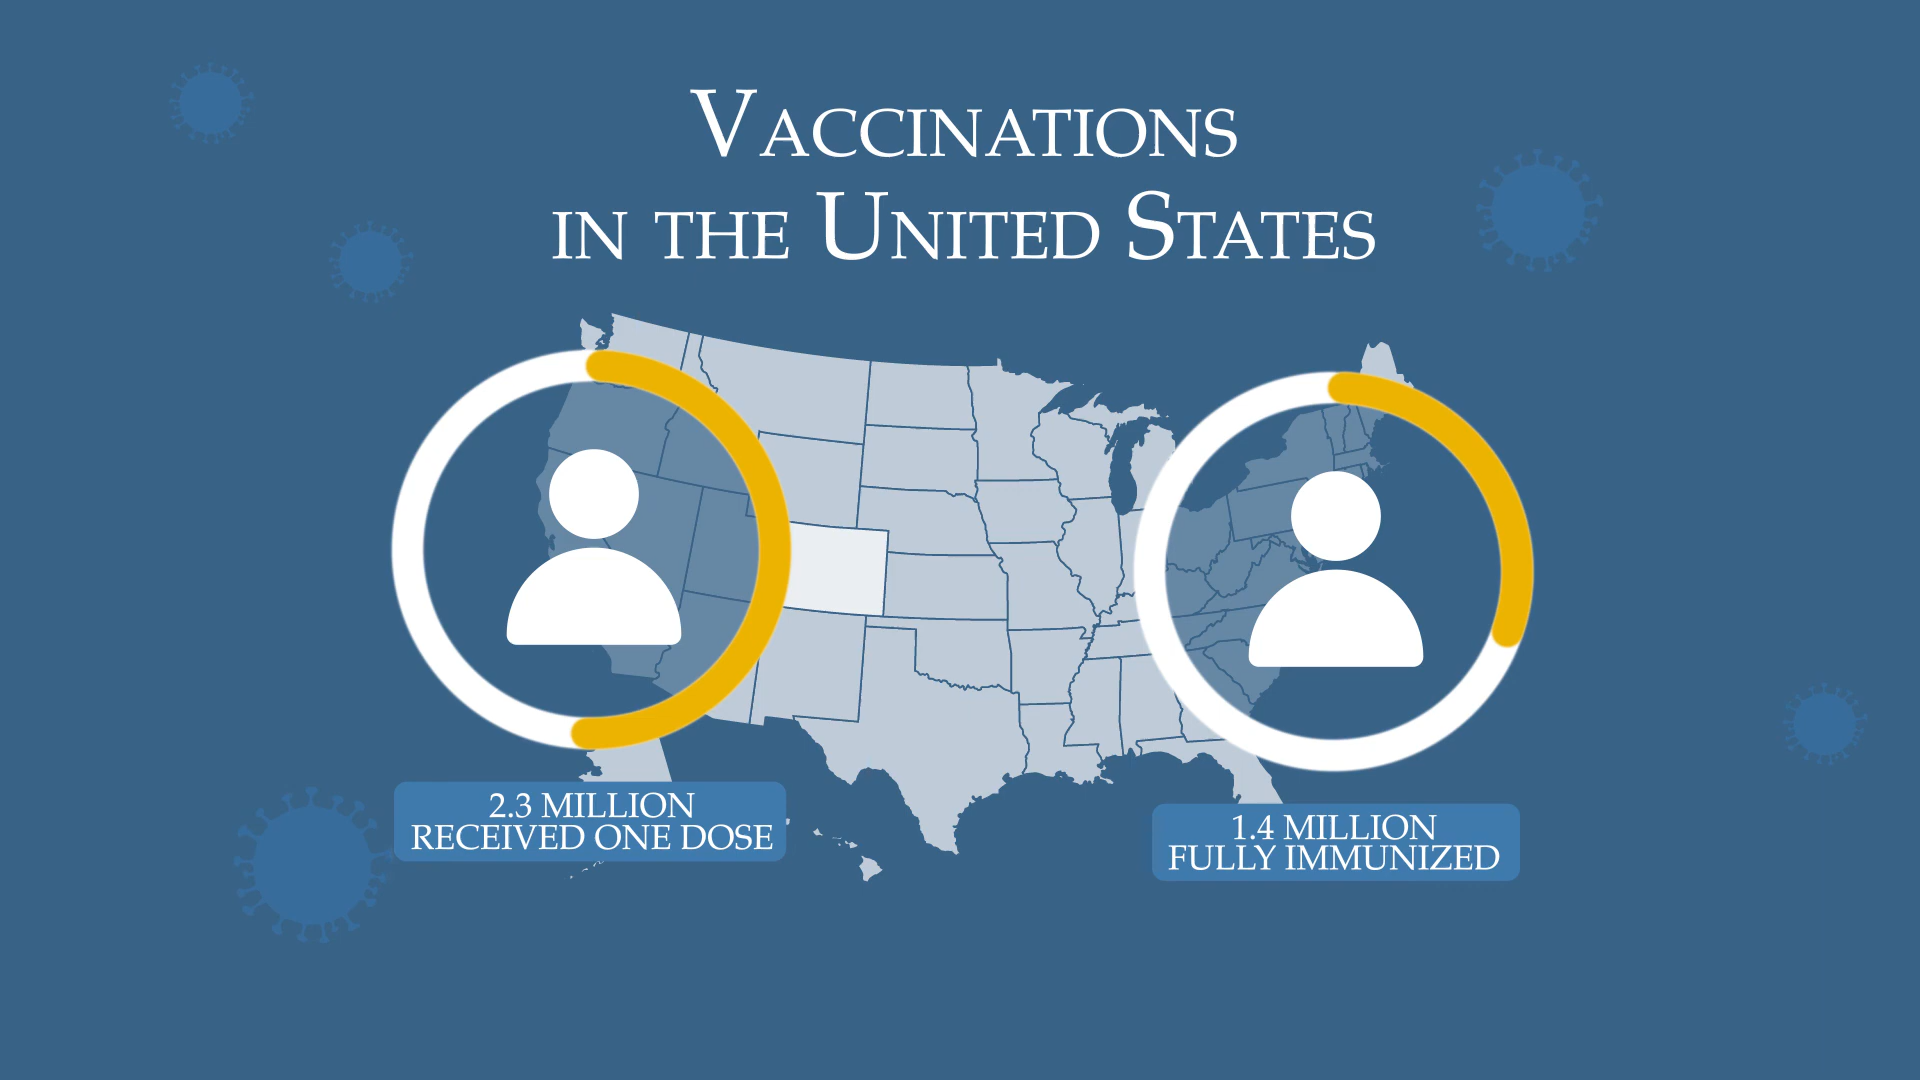 Vaccinations
in the United States
2.3 MILLION
RECEIVED ONE DOSE
1.4 MILLION
FULLY IMMUNIZED